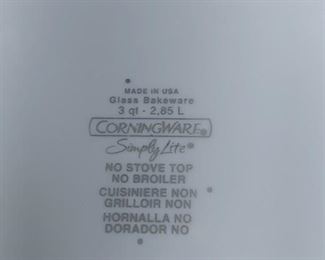 MADE IN USA
Glass Bakeware
3 qt - 2,85 L
CORNINGWARE®
Simply Lite®
NO STOVE TOP
NO BROILER
CUISINIERE NON
GRILLOIR NON
HORNALLA NO
DORADOR NO